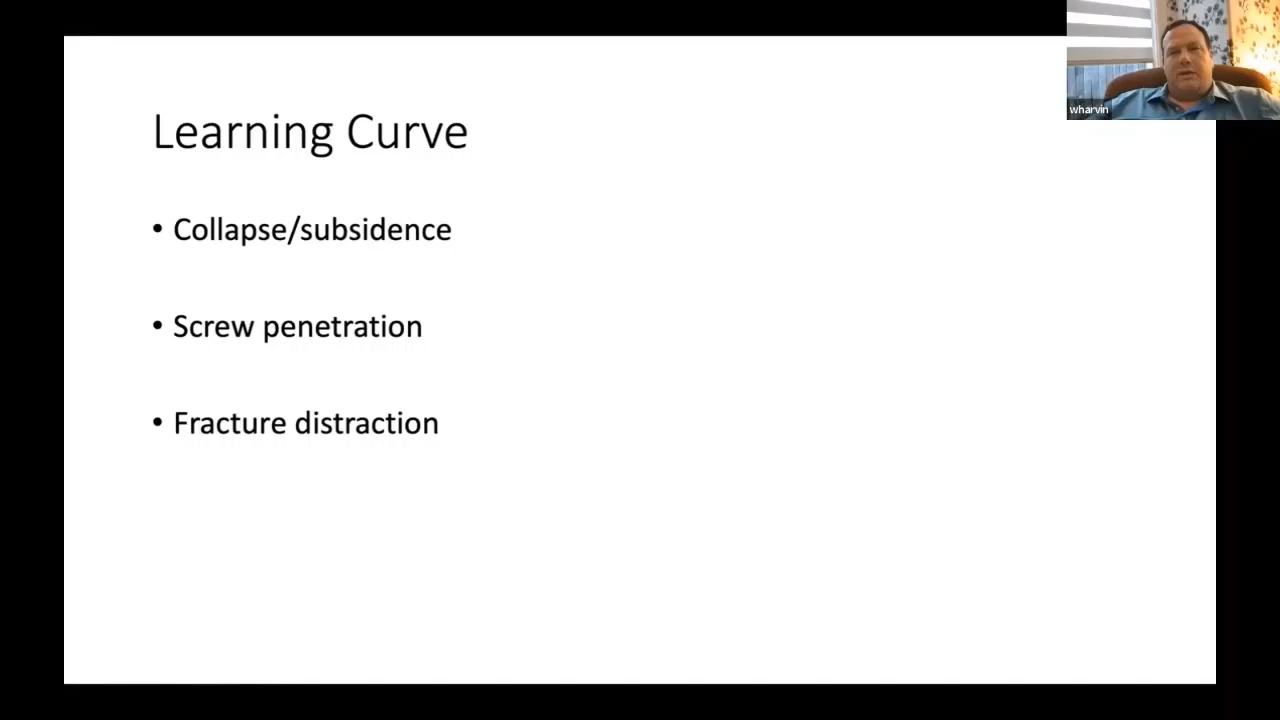 wharvin
Learning Curve
• Collapse/subsidence
• Screw penetration
• Fracture distraction